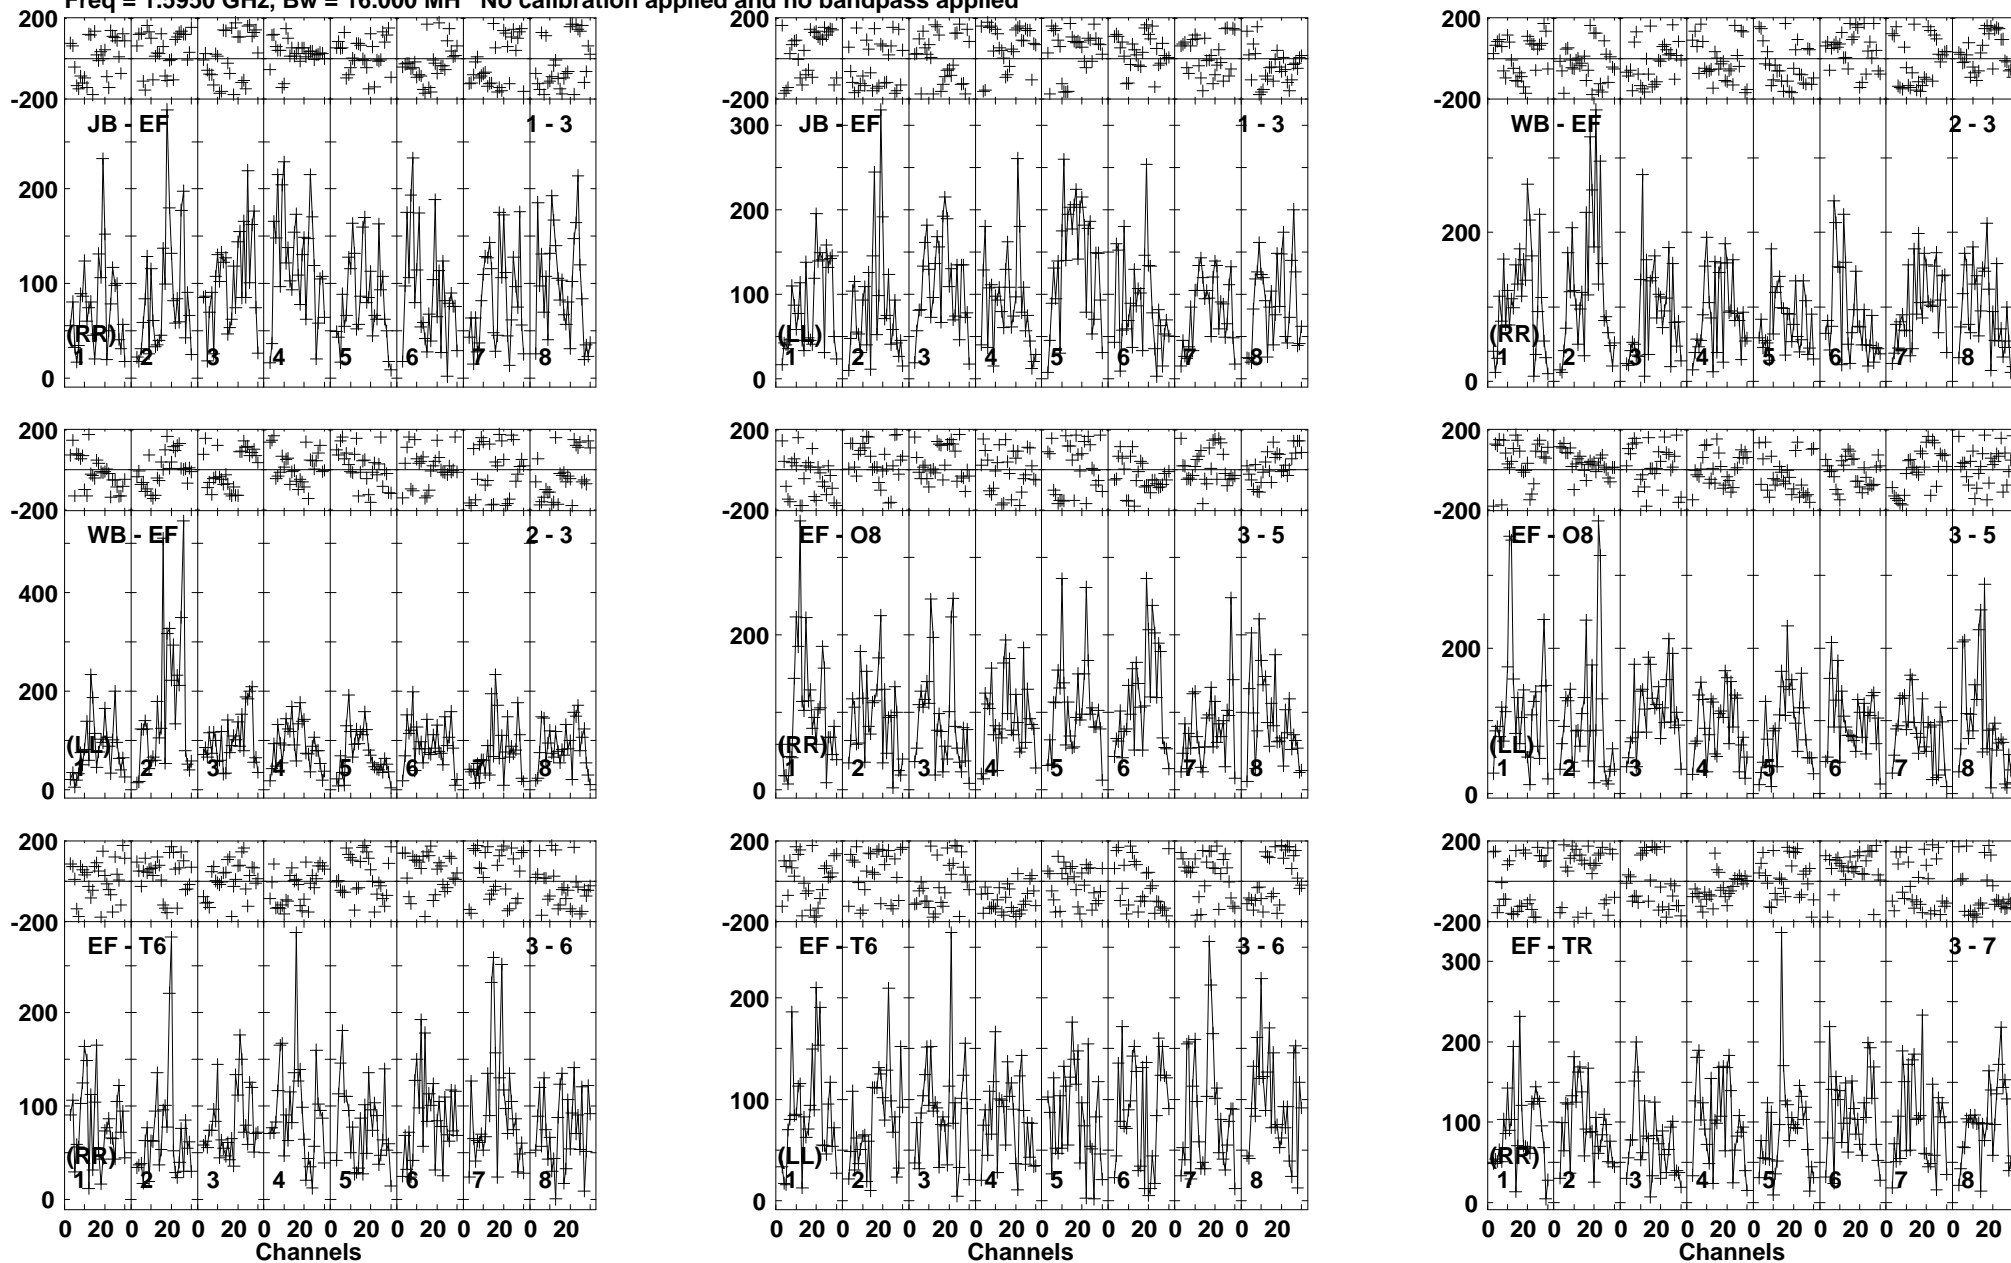 Freq = 1.5950 GHz, Bw = 16.000 MH No calibration applied and no bandpass applied
200 200 200
-200 -200 -200
JB - EF 1 - 3 JB - EF 1 - 3 WB - EF 2 - 3
300
200 200 200
100 100
(RR) (LL) (RR)
1 2 3 4 5 6 7 8 1 2 3 4 5 6 7 8 1 2 3 4 5 6 7 8
0 0 0
200 200 200
-200 -200 -200
WB - EF 2 - 3 EF - O8 3 - 5 EF - O8 3 - 5
400
200 200 200
(LL) (RR) (LL)
1 2 3 4 5 6 7 8 1 2 3 4 5 6 7 8 1 2 3 4 5 6 7 8
0 0 0
200 200 200
-200 -200 -200
EF - T6 3 - 6 EF - T6 3 - 6 EF - TR 3 - 7
300
200 200 200
100 100 100
(RR) (LL) (RR)
1 2 3 4 5 6 7 8 1 2 3 4 5 6 7 8 1 2 3 4 5 6 7 8
0 0 0
0 20 0 20 0 20 0 20 0 20 0 20 0 20 0 20 0 20 0 20 0 20 0 20 0 20 0 20 0 20 0 20 0 20 0 20 0 20 0 20 0 20 0 20 0 20 0 20
Channels Channels Channels